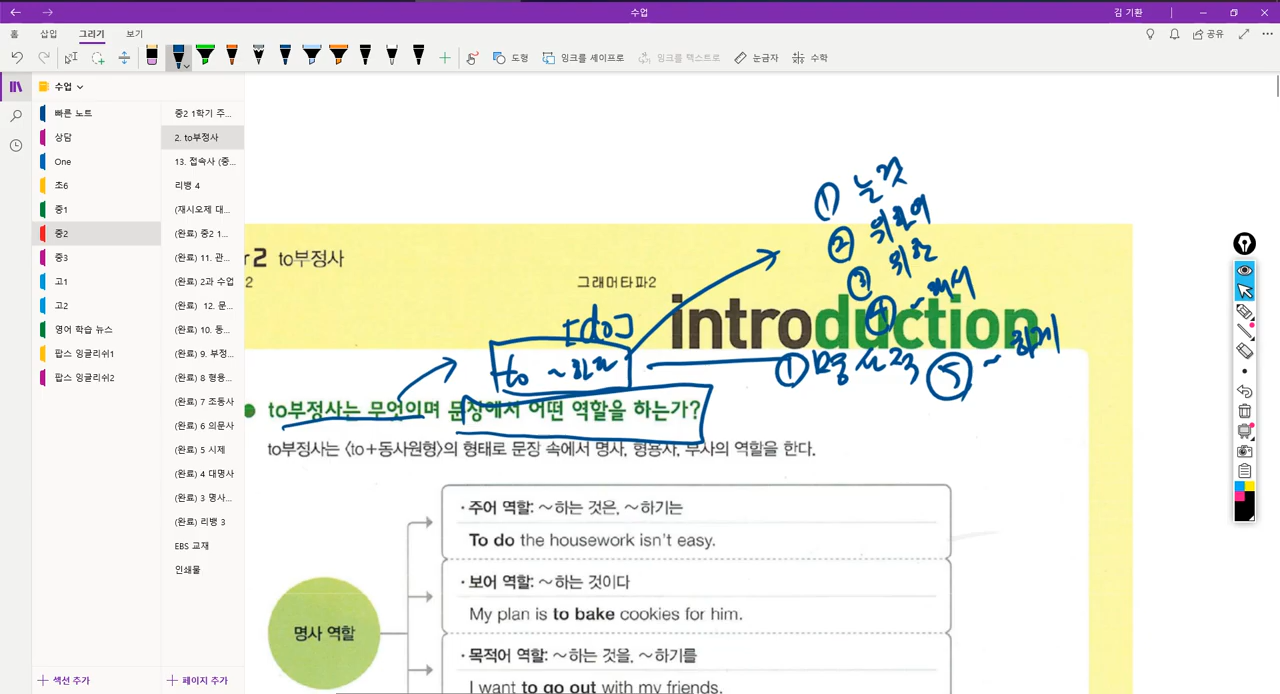 수업
김 기환
홈
삽입
그리기
보기
공유
도형
잉크를 셰이프로
잉크를 텍스트로
눈금자
수학
수업
빠른 노트
상담
One
초6
중1
중2
중3
고1
고2
영어 학습 뉴스
팝스 잉글리쉬1
팝스 잉글리쉬2
섹션 추가
중2 1학기 주...
2. to부정사
13. 접속사 (중...
리뱅 4
(재시오제 대...
(완료) 중2 1...
(완료) 11. 관...
(완료) 2과 수업
(완료) 12. 문...
(완료) 10. 동...
(완료) 9. 부정...
(완료) 8 형용...
(완료) 7 조동사
(완료) 6 의문사
(완료) 5 시제
(완료) 4 대명사
(완료) 3 명사...
(완료) 리뱅 3
EBS 교재
인쇄물
페이지 추가
① 는 것
② 위하여
③ 위한
④ ~해서
⑤ ~하게
r 2 to부정사
2
그래머타파2
introduction
[do]
to ~하다
①
to부정사는 무엇이며 문장에서 어떤 역할을 하는가?
to부정사는 〈to+동사원형〉의 형태로 문장 속에서 명사, 형용사, 부사의 역할을 한다.
명사 역할
· 주어 역할: ～하는 것은, ～하기는
To do the housework isn't easy.
· 보어 역할: ～하는 것이다
My plan is to bake cookies for him.
· 목적어 역할: ～하는 것을, ～하기를
I want to go out with my friends.